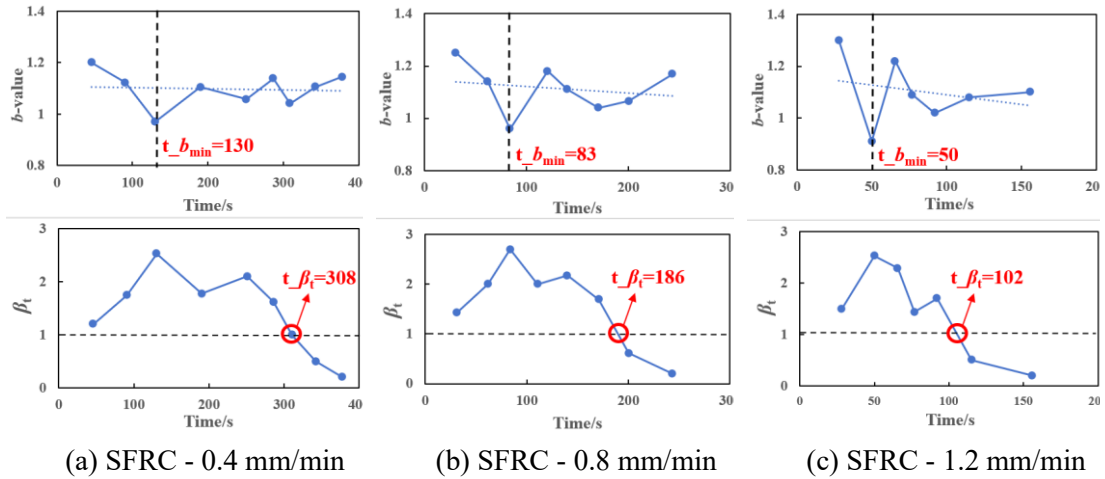 1.4
1.2
1
0.8
b-value
t_bmin=130
0
100
200
300
40
Time/s
1.4
1.2
1
0.8
b-value
t_bmin=83
0
100
200
30
Time/s
1.4
1.2
1
0.8
b-value
t_bmin=50
0
50
100
150
20
Time/s
3
2
1
0
βt
t_βt=308
0
100
200
300
40
Time/s
3
2
1
0
βt
t_βt=186
0
100
200
30
Time/s
3
2
1
0
βt
t_βt=102
0
50
100
150
20
Time/s
(a) SFRC - 0.4 mm/min
(b) SFRC - 0.8 mm/min
(c) SFRC - 1.2 mm/min